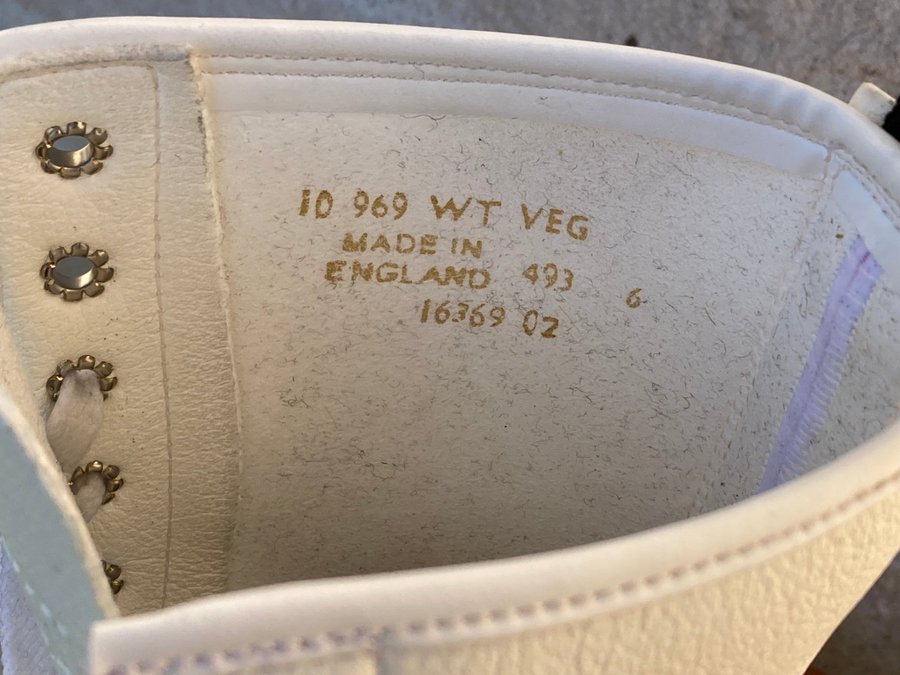 10 969 WT VEG
MADE IN
ENGLAND 493 6
16369 02